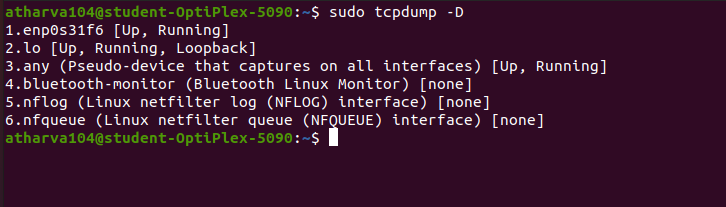 atharva104@student-OptiPlex-5090:~$ sudo tcpdump -D
1.enp0s31f6 [Up, Running]
2.lo [Up, Running, Loopback]
3.any (Pseudo-device that captures on all interfaces) [Up, Running]
4.bluetooth-monitor (Bluetooth Linux Monitor) [none]
5.nflog (Linux netfilter log (NFLOG) interface) [none]
6.nfqueue (Linux netfilter queue (NFQUEUE) interface) [none]
atharva104@student-OptiPlex-5090:~$